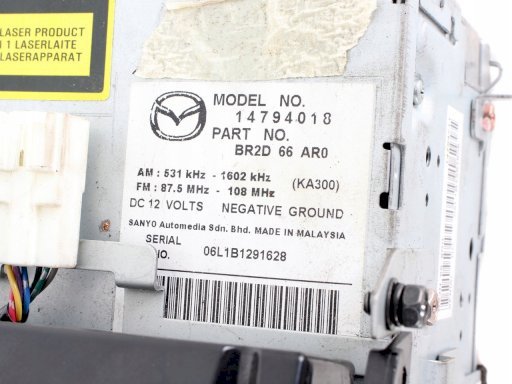 LASER PRODUCT
1 LASERLAITE
LASERAPPARAT
MODEL NO.
14794018
PART NO.
BR2D 66 AR0
AM : 531 kHz - 1602 kHz
FM : 87.5 MHz - 108 MHz
(KA300)
DC 12 VOLTS NEGATIVE GROUND
SANYO Automedia Sdn. Bhd. MADE IN MALAYSIA
SERIAL
NO. 06L1B1291628